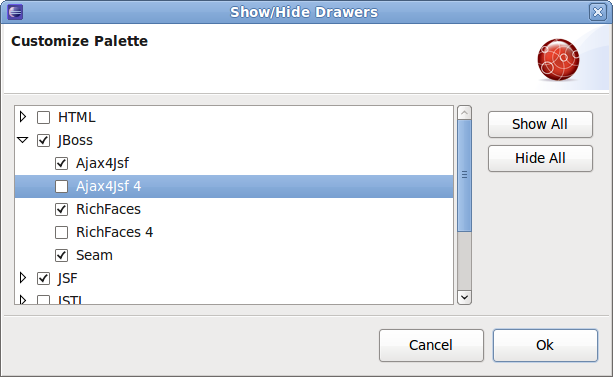 Show/Hide Drawers
Customize Palette
HTML
JBoss
Ajax4Jsf
Ajax4Jsf 4
RichFaces
RichFaces 4
Seam
JSF
JSTL
Show All
Hide All
Cancel
Ok